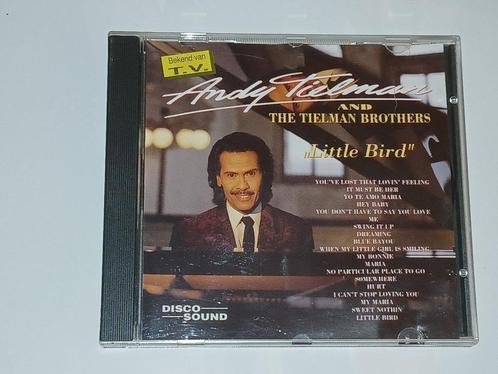 Bekend van
T.V.
Andy Tielman
AND
THE TIELMAN BROTHERS
„Little Bird"
YOU'VE LOST THAT LOVIN' FEELING
IT MUST BE HER
YO TE AMO MARIA
HEY BABY
YOU DON'T HAVE TO SAY YOU LOVE
ME
SWING IT UP
DREAMING
BLUE BAYOU
WHEN MY LITTLE GIRL IS SMILING
MY BONNIE
MARIA
NO PARTICULAR PLACE TO GO
SOMEWHERE
HURT
I CAN'T STOP LOVING YOU
MY MARIA
SWEET NOTHIN'
LITTLE BIRD
DISCO
SOUND